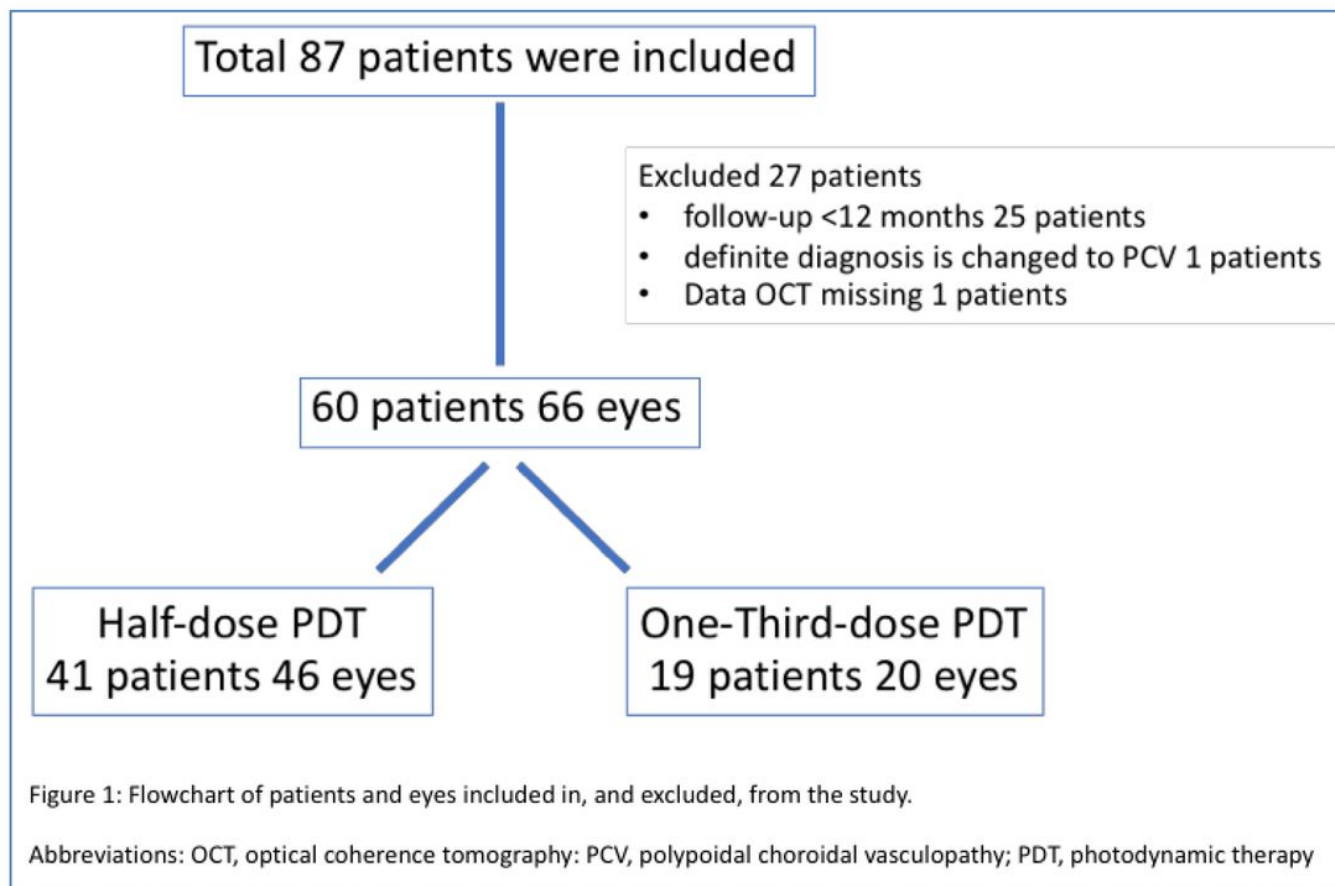 Total 87 patients were included
Excluded 27 patients
• follow-up <12 months 25 patients
• definite diagnosis is changed to PCV 1 patients
• Data OCT missing 1 patients
60 patients 66 eyes
Half-dose PDT
41 patients 46 eyes
One-Third-dose PDT
19 patients 20 eyes
Figure 1: Flowchart of patients and eyes included in, and excluded, from the study.
Abbreviations: OCT, optical coherence tomography: PCV, polypoidal choroidal vasculopathy; PDT, photodynamic therapy